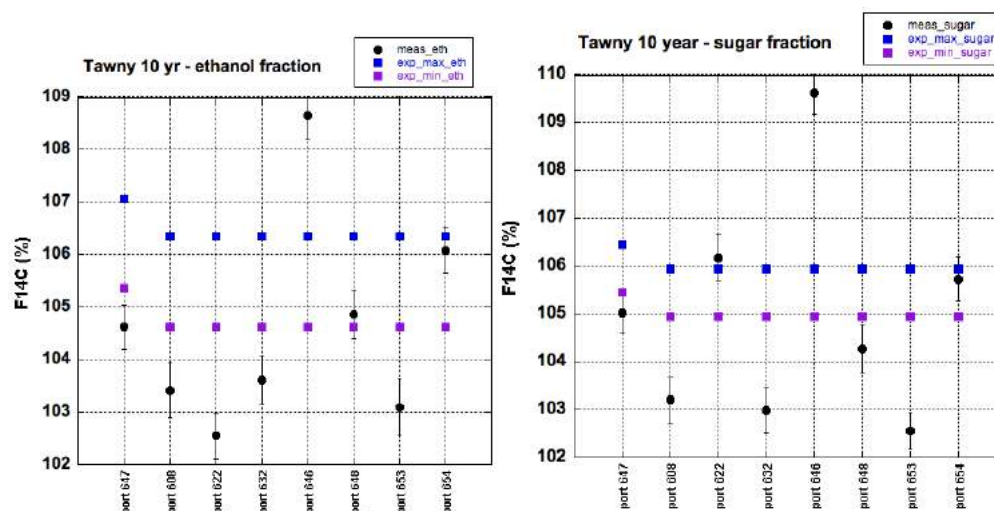 Tawny 10 yr - ethanol fraction
meas_eth
exp_max_eth
exp_min_eth
109
108
107
106
105
104
103
102
F14C (%)
port 647
port 608
port 622
port 632
port 646
port 648
port 653
port 654
Tawny 10 year - sugar fraction
meas_sugar
exp_max_sugar
exp_min_sugar
110
109
108
107
106
105
104
103
102
F14C (%)
port 647
port 608
port 622
port 632
port 646
port 648
port 653
port 654